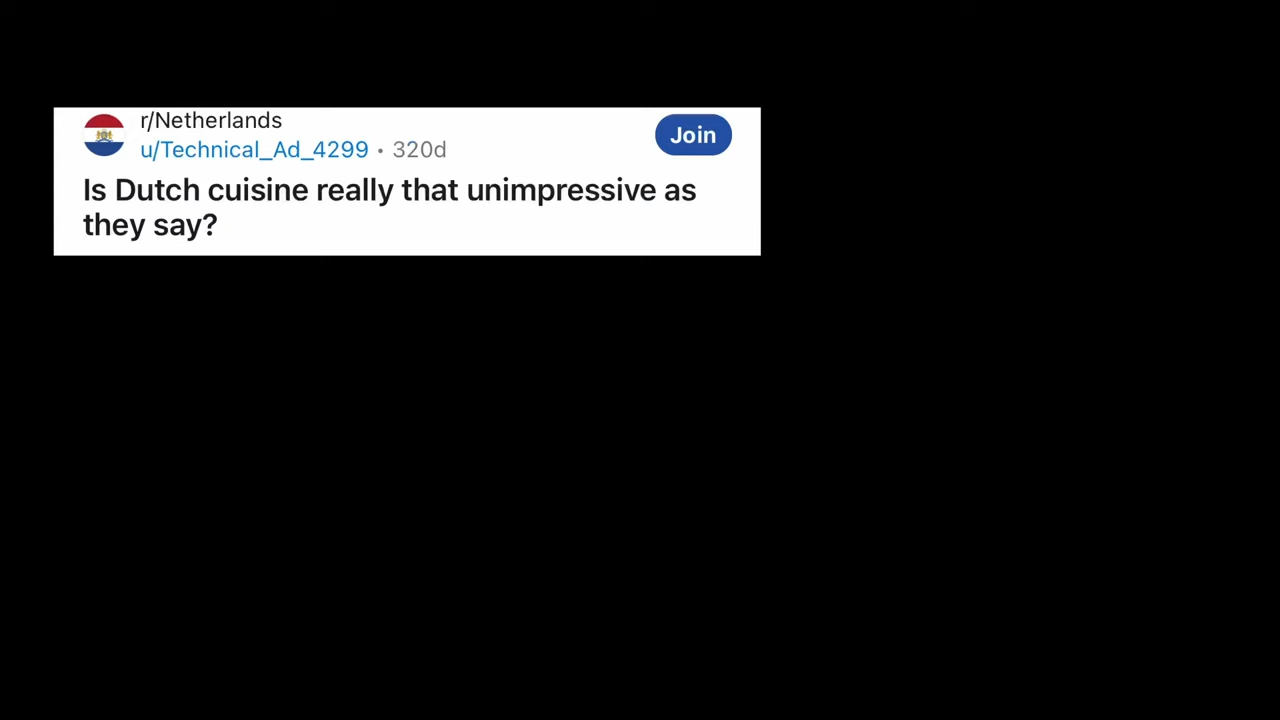 r/Netherlands
u/Technical_Ad_4299 • 320d
Join
Is Dutch cuisine really that unimpressive as
they say?